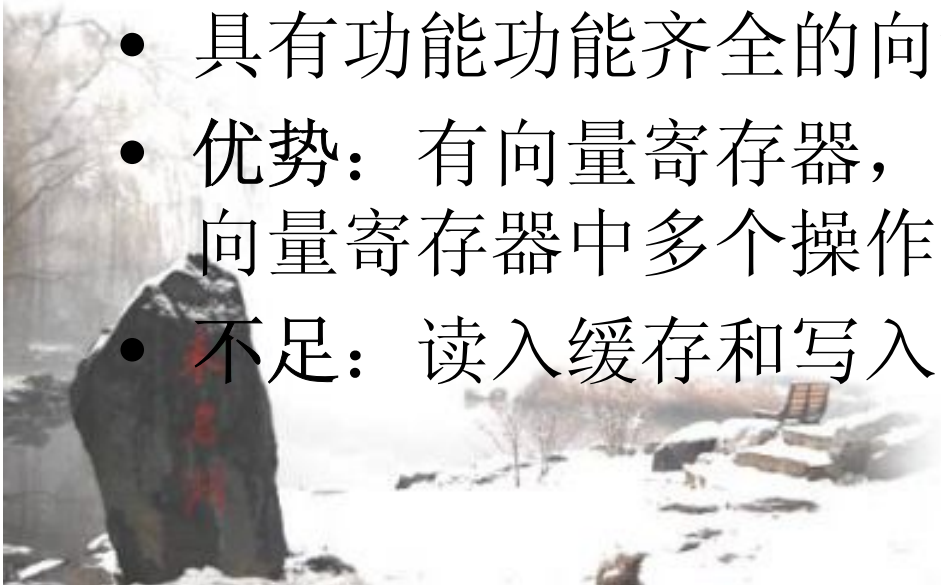 • 具有功能功能齐全的向
• 优势：有向量寄存器，
向量寄存器中多个操作
• 不足：读入缓存和写入